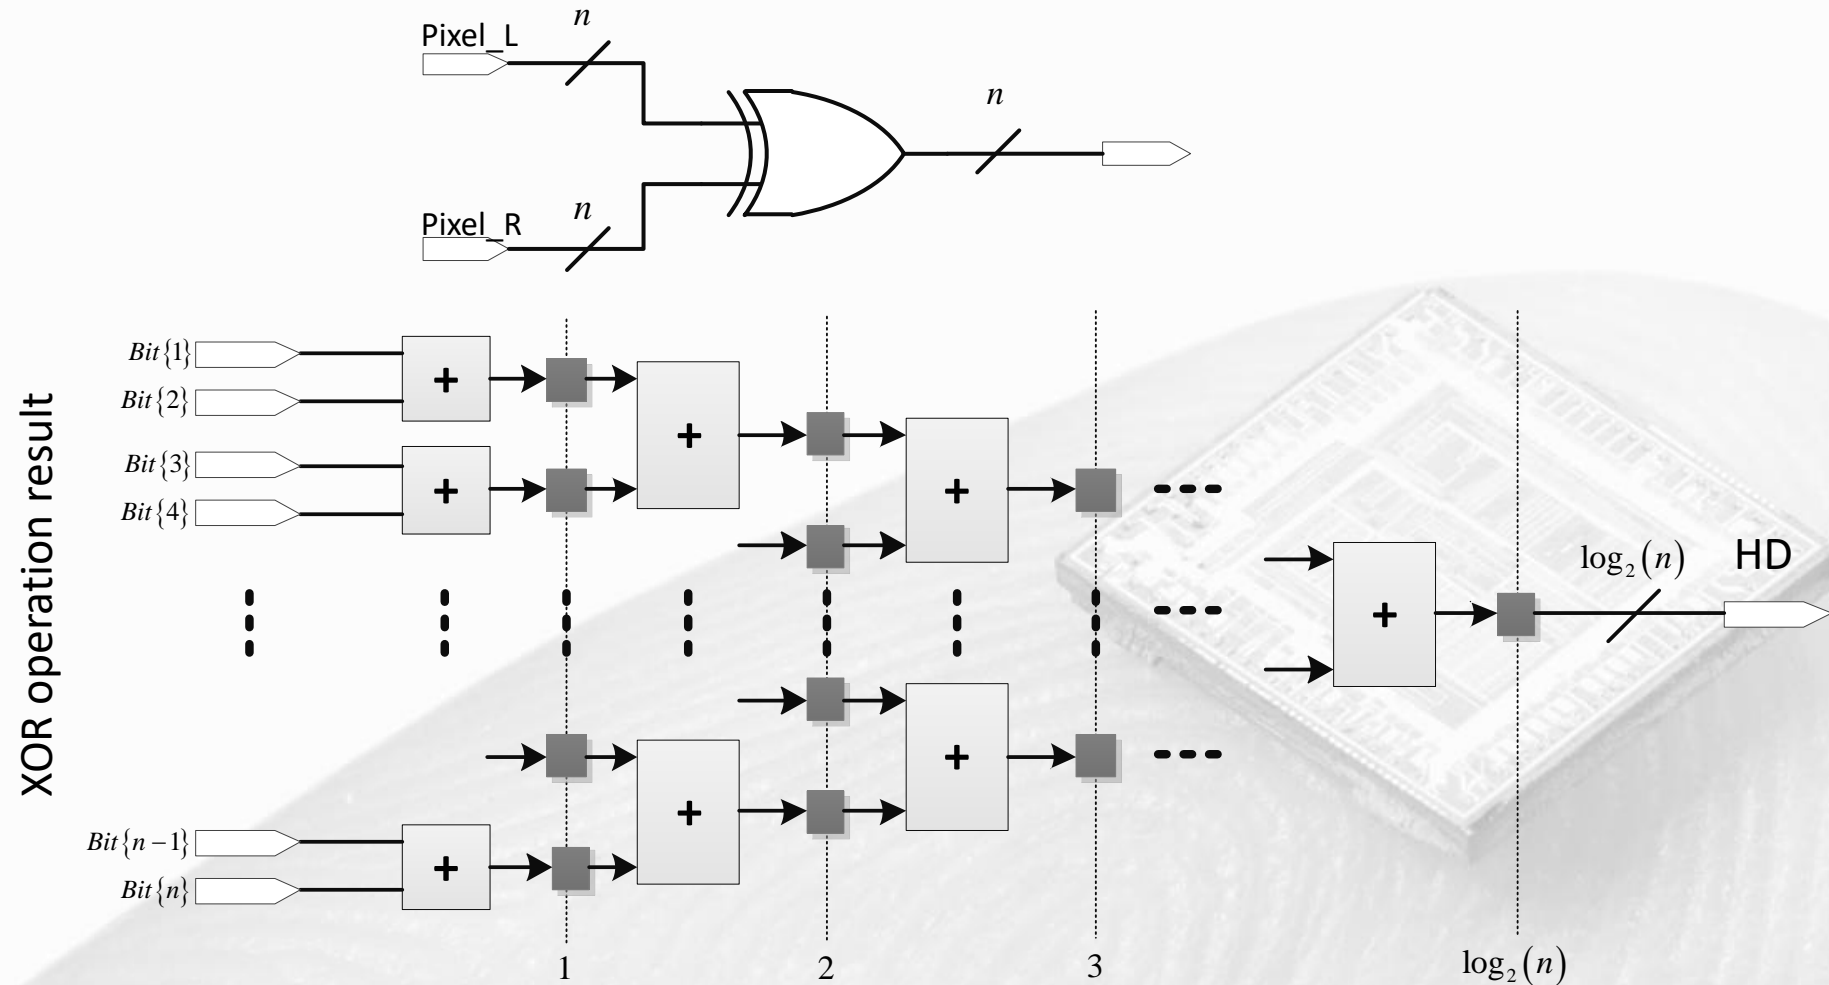 n
Pixel_L
n
Pixel_R
n
XOR operation result
Bit{1}
Bit{2}
Bit{3}
Bit{4}
Bit{n−1}
Bit{n}
+
+
+
+
+
+
+
+
log₂(n)
HD
1
2
3
log₂(n)